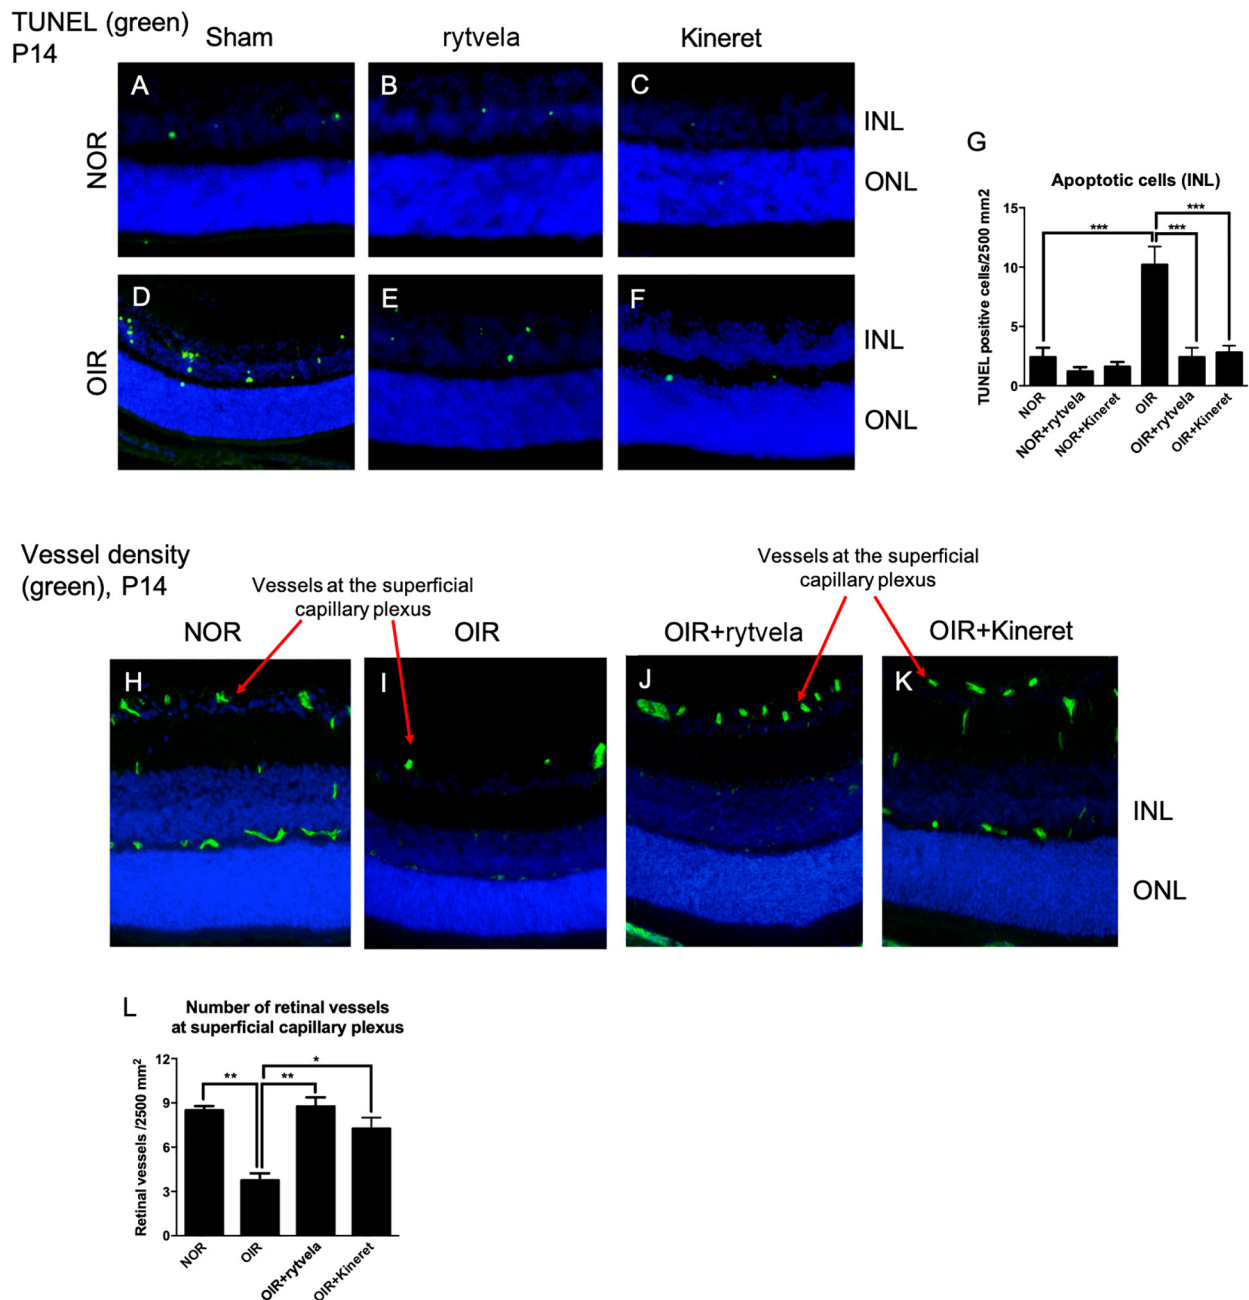 TUNEL (green)
P14
Sham
rytvela
Kineret
NOR
A
B
C
INL
ONL
OIR
D
E
F
INL
ONL
G
Apoptotic cells (INL)
TUNEL positive cells/2500 mm2
15
10
5
0
***
***
***
NOR
NOR+rytvela
NOR+Kineret
OIR
OIR+rytvela
OIR+Kineret
Vessel density
(green), P14
Vessels at the superficial
capillary plexus
Vessels at the superficial
capillary plexus
NOR
OIR
OIR+rytvela
OIR+Kineret
H
I
J
K
INL
ONL
L
Number of retinal vessels
at superficial capillary plexus
Retinal vessels /2500 mm²
12
9
6
3
0
**
**
*
NOR
OIR
OIR+rytvela
OIR+Kineret